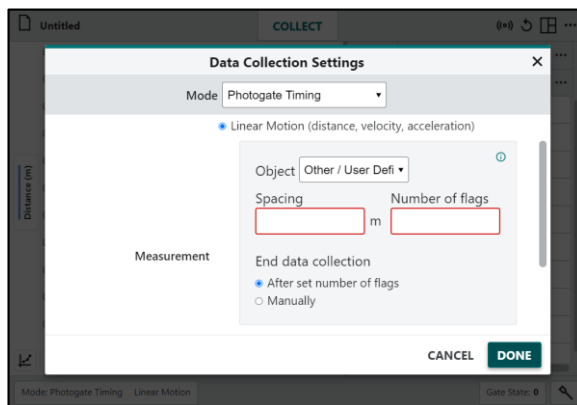 Untitled
COLLECT
Data Collection Settings
Mode
Photogate Timing
Linear Motion (distance, velocity, acceleration)
Object
Other / User Defi
Spacing
Number of flags
m
Measurement
End data collection
After set number of flags
Manually
Distance (m)
CANCEL
DONE
Mode: Photogate Timing
Linear Motion
Gate State: 0